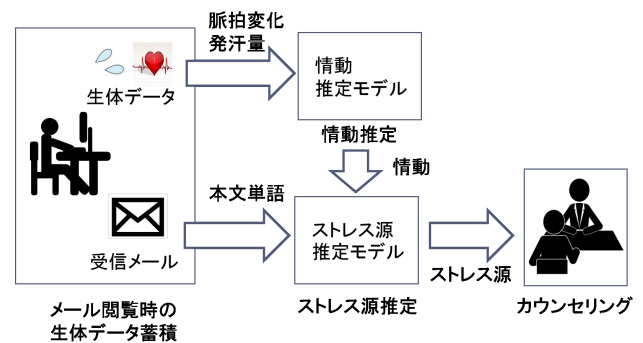 脈拍変化
発汗量
生体データ
情動
推定モデル
情動推定
情動
本文単語
受信メール
ストレス源
推定モデル
ストレス源
メール閲覧時の
生体データ蓄積
ストレス源推定
カウンセリング